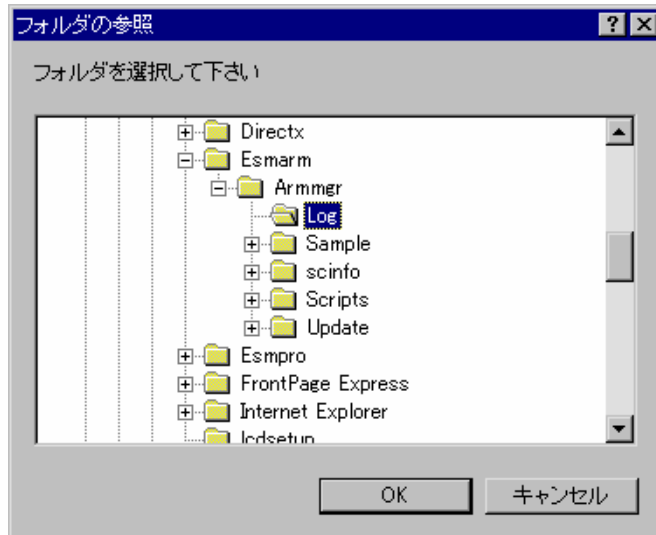 フォルダの参照
フォルダを選択して下さい
Directx
Esmarm
Armmgr
Log
Sample
scinfo
Scripts
Update
Esmpro
FrontPage Express
Internet Explorer
lcdsetup
OK キャンセル